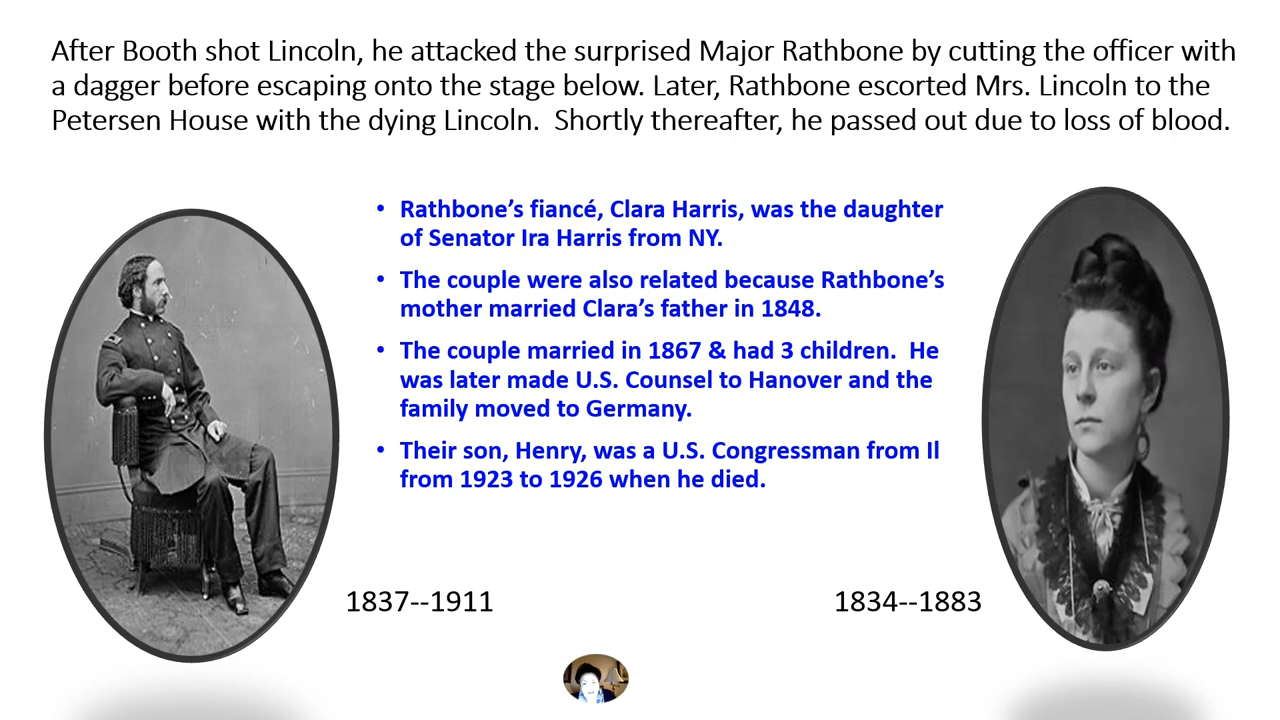 After Booth shot Lincoln, he attacked the surprised Major Rathbone by cutting the officer with
a dagger before escaping onto the stage below. Later, Rathbone escorted Mrs. Lincoln to the
Petersen House with the dying Lincoln.  Shortly thereafter, he passed out due to loss of blood.
• Rathbone’s fiancé, Clara Harris, was the daughter
of Senator Ira Harris from NY.
• The couple were also related because Rathbone’s
mother married Clara’s father in 1848.
• The couple married in 1867 & had 3 children.  He
was later made U.S. Counsel to Hanover and the
family moved to Germany.
• Their son, Henry, was a U.S. Congressman from Il
from 1923 to 1926 when he died.
1837--1911
1834--1883